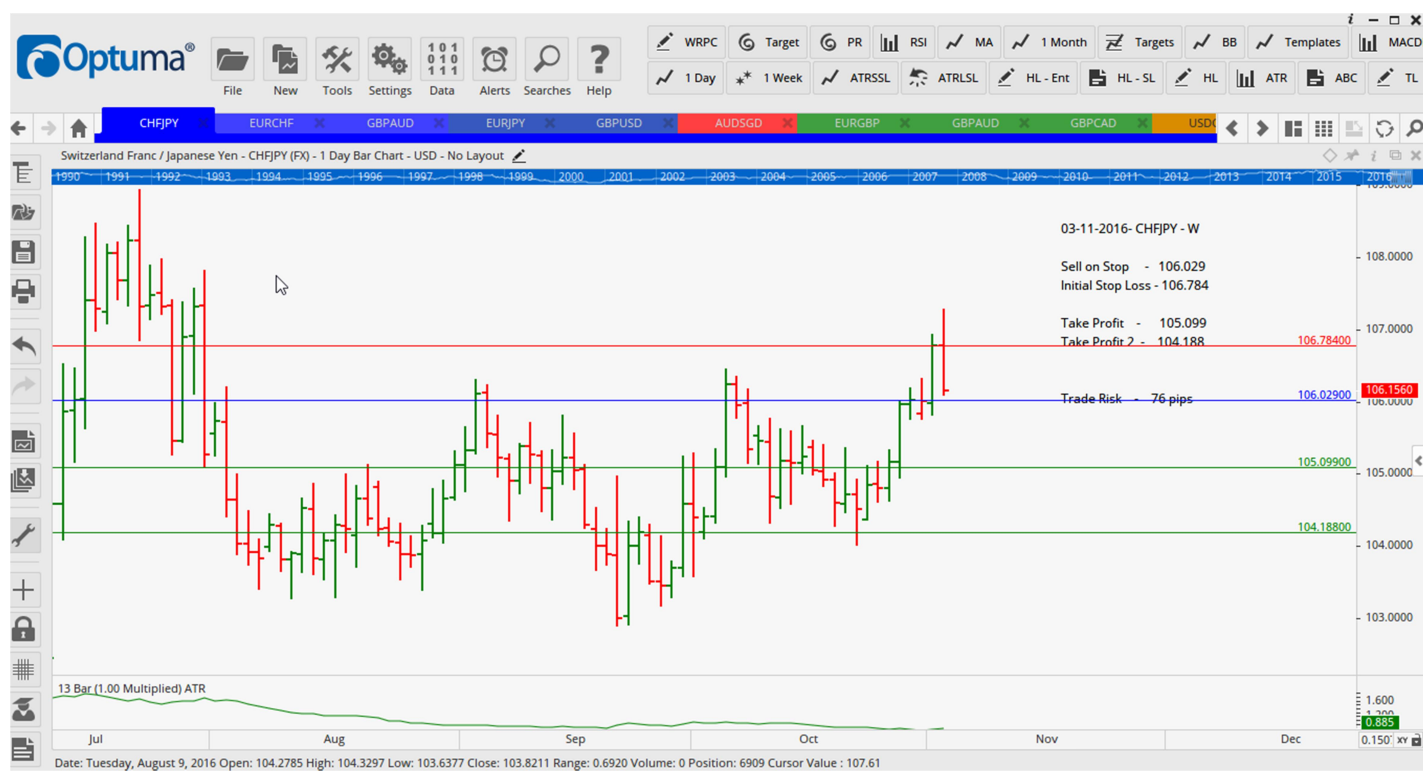 i
Optuma®
File New Tools Settings Data Alerts Searches Help
WRPC Target PR RSI MA 1 Month Targets BB Templates MACD
1 Day 1 Week ATRSSL ATRLSL HL - Ent HL - SL HL ATR ABC TL
CHFJPY EURCHF GBPAUD EURJPY GBPUSD AUDSGD EURGBP GBPAUD GBPCAD
Switzerland Franc / Japanese Yen - CHFJPY (FX) - 1 Day Bar Chart - USD - No Layout
1990 1991 1992 1993 1994 1995 1996 1997 1998 1999 2000 2001 2002 2003 2004 2005 2006 2007 2008 2009 2010 2011 2012 2013 2014 2015 2016
03-11-2016- CHFJPY - W
108.0000
Sell on Stop - 106.029
Initial Stop Loss - 106.784
Take Profit - 105.099
107.0000
Take Profit 2 - 104.188
106.78400
106.1560
106.02900
106.0000
Trade Risk - 76 pips
105.09900
105.0000
104.18800
104.0000
103.0000
13 Bar (1.00 Multiplied) ATR
1.600
0.885
Jul Aug Sep Oct Nov Dec
XY
Date: Tuesday, August 9, 2016 Open: 104.2785 High: 104.3297 Low: 103.6377 Close: 103.8211 Range: 0.6920 Volume: 0 Position: 6909 Cursor Value : 107.61